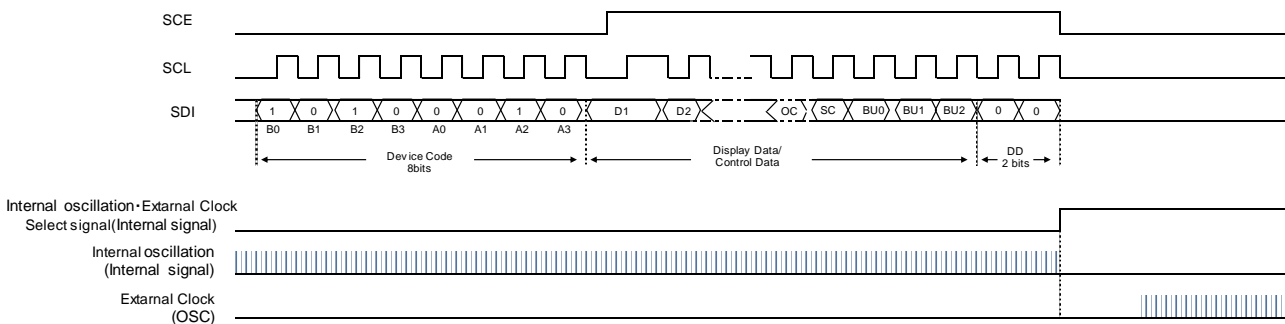 SCE
SCL
SDI
1 0 1 0 0 0 1 0 D1 D2 OC SC BU0 BU1 BU2 0 0
B0 B1 B2 B3 A0 A1 A2 A3
Device Code
8bits
Display Data/
Control Data
DD
2 bits
Internal oscillation・Extarnal Clock
Select signal(Internal signal)
Internal oscillation
(Internal signal)
Extarnal Clock
(OSC)